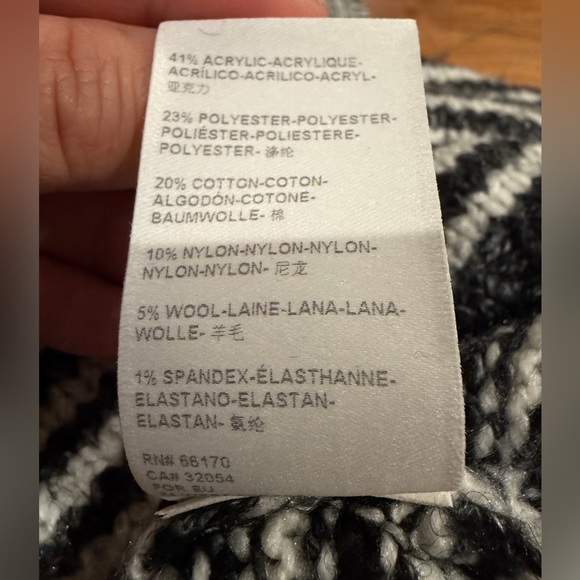 41% ACRYLIC-ACRYLIQUE-
ACRÍLICO-ACRILICO-ACRYL-
亚克力
23% POLYESTER-POLYESTER-
POLIÉSTER-POLIESTERE-
POLYESTER- 涤纶
20% COTTON-COTON-
ALGODÓN-COTONE-
BAUMWOLLE- 棉
10% NYLON-NYLON-NYLON-
NYLON-NYLON- 尼龙
5% WOOL-LAINE-LANA-LANA-
WOLLE- 羊毛
1% SPANDEX-ÉLASTHANNE-
ELASTANO-ELASTAN-
ELASTAN- 氨纶
RN# 66170
CA# 32054
FOR EU